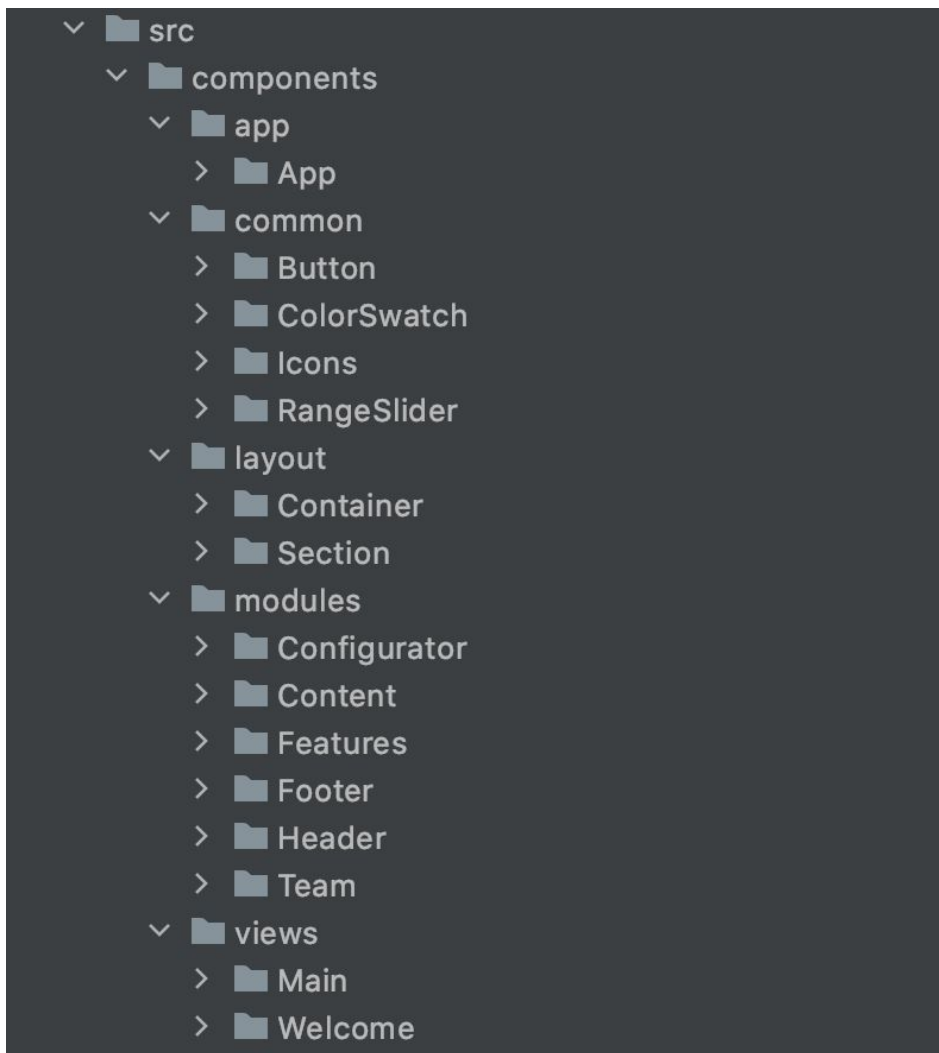 src
components
app
App
common
Button
ColorSwatch
Icons
RangeSlider
layout
Container
Section
modules
Configurator
Content
Features
Footer
Header
Team
views
Main
Welcome